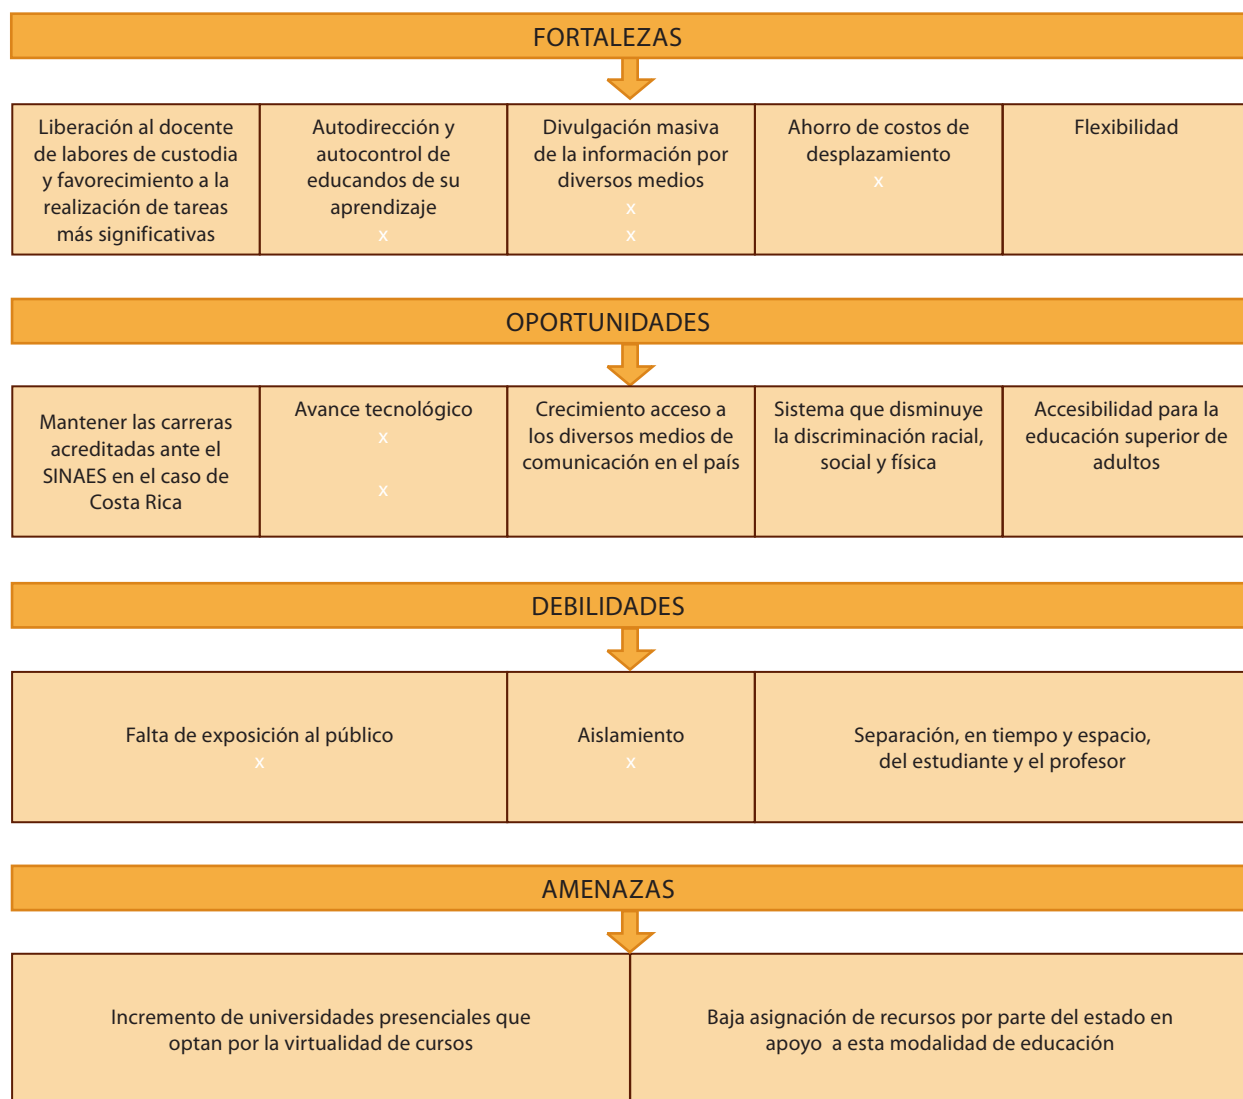 FORTALEZAS
Liberación al docente
de labores de custodia
y favorecimiento a la
realización de tareas
más significativas
Autodirección y
autocontrol de
educandos de su
aprendizaje
x
Divulgación masiva
de la información por
diversos medios
x
x
Ahorro de costos de
desplazamiento
x
Flexibilidad
OPORTUNIDADES
Mantener las carreras
acreditadas ante el
SINAES en el caso de
Costa Rica
Avance tecnológico
x
x
Crecimiento acceso a
los diversos medios de
comunicación en el país
Sistema que disminuye
la discriminación racial,
social y física
Accesibilidad para la
educación superior de
adultos
DEBILIDADES
Falta de exposición al público
x
Aislamiento
x
Separación, en tiempo y espacio,
del estudiante y el profesor
AMENAZAS
Incremento de universidades presenciales que
optan por la virtualidad de cursos
Baja asignación de recursos por parte del estado en
apoyo a esta modalidad de educación